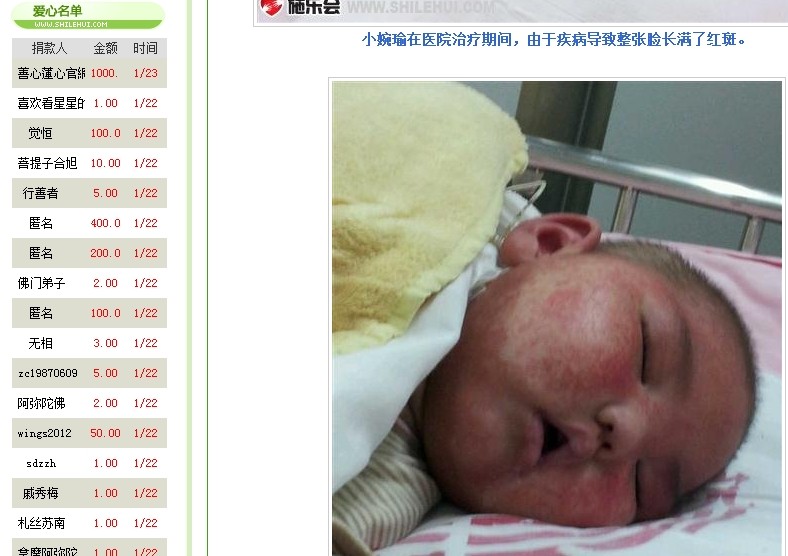 爱心名单
WWW.SHILEHUI.COM
捐款人 金额 时间
善心蓮心官網 1000. 1/23
喜欢看星星的 1.00 1/22
觉恒 100.0 1/22
菩提子合旭 10.00 1/22
行善者 5.00 1/22
匿名 400.0 1/22
匿名 200.0 1/22
佛门弟子 2.00 1/22
匿名 100.0 1/22
无相 3.00 1/22
zc19870609 5.00 1/22
阿弥陀佛 2.00 1/22
wings2012 50.00 1/22
sdzzh 1.00 1/22
戚秀梅 1.00 1/22
札丝苏南 1.00 1/22
拿摩阿弥陀 1.00 1/22
施乐会 WWW.SHILEHUI.COM
小婉瑜在医院治疗期间，由于疾病导致整张脸长满了红斑。